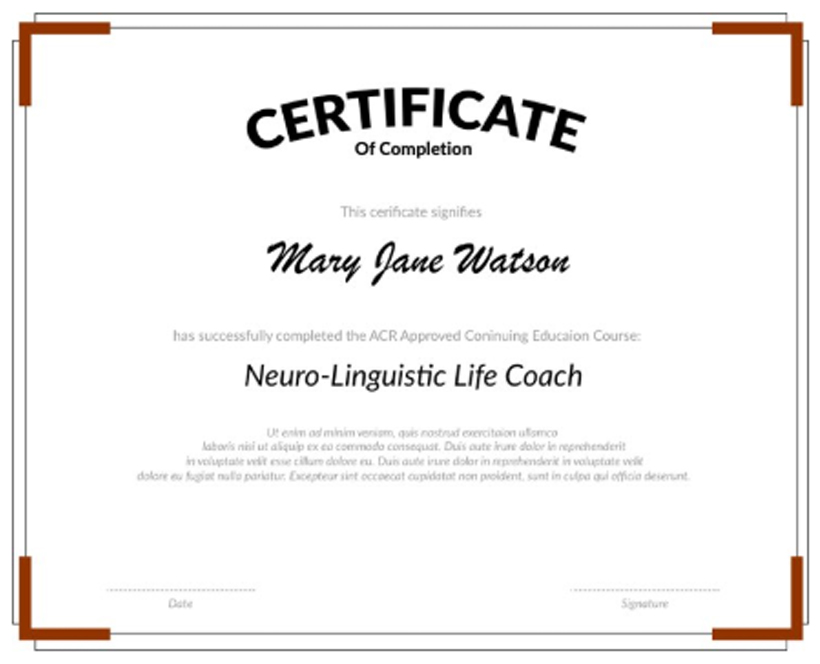 CERTIFICATE
Of Completion
This cerificate signifies
Mary Jane Watson
has successfully completed the ACR Approved Coninuing Educaion Course:
Neuro-Linguistic Life Coach
Ut enim ad minim veniam, quis nostrud exercitaion ullamco
laboris nisi ut aliquip ex ea commodo consequat. Duis aute irure dolor in reprehenderit
in voluptate velit esse cillum dolore eu. Duis aute irure dolor in reprehenderit in voluptate velit
dolore eu fugiat nulla pariatur. Excepteur sint occaecat cupidatat non proident, sunt in culpa qui officia deserunt.
Date
Signature